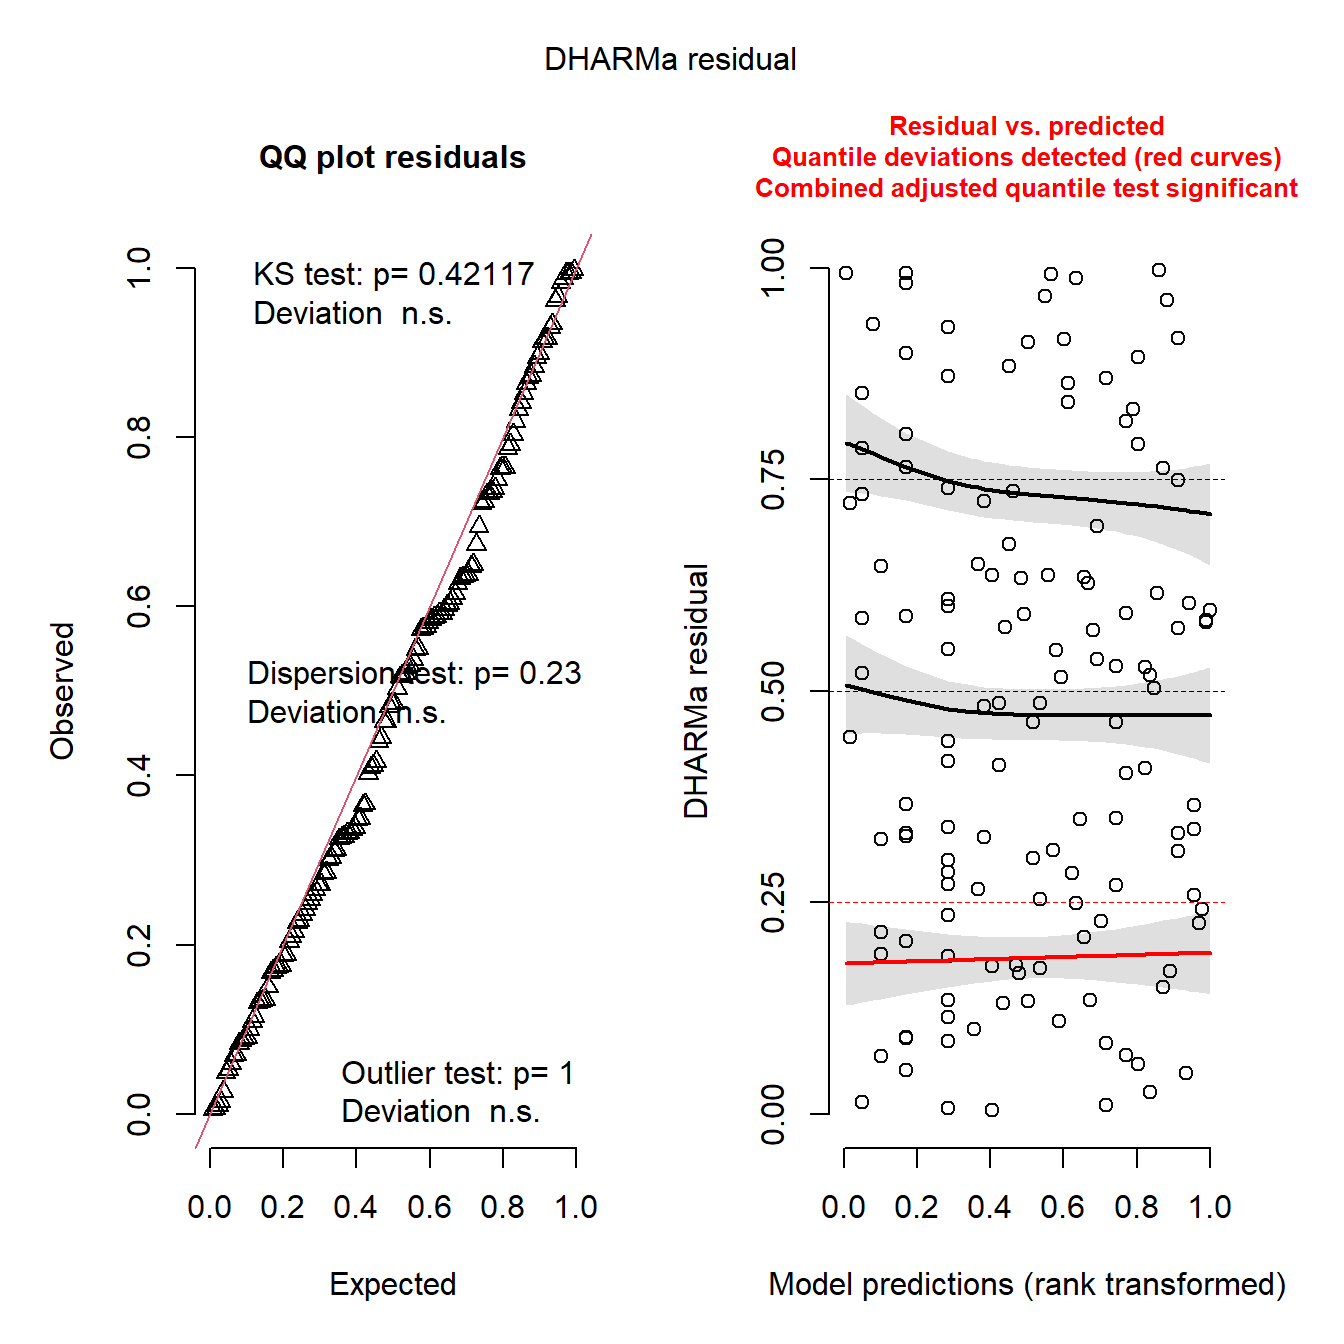 DHARMa residual
QQ plot residuals
KS test: p= 0.42117
Deviation  n.s.
Dispersion test: p= 0.23
Deviation  n.s.
Outlier test: p= 1
Deviation  n.s.
Observed
1.0
0.8
0.6
0.4
0.2
0.0
0.0 0.2 0.4 0.6 0.8 1.0
Expected
Residual vs. predicted
Quantile deviations detected (red curves)
Combined adjusted quantile test significant
DHARMa residual
1.00
0.75
0.50
0.25
0.00
0.0 0.2 0.4 0.6 0.8 1.0
Model predictions (rank transformed)